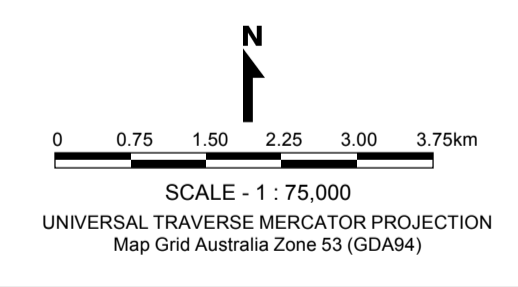 N
0 0.75 1.50 2.25 3.00 3.75km
SCALE - 1 : 75,000
UNIVERSAL TRAVERSE MERCATOR PROJECTION
Map Grid Australia Zone 53 (GDA94)